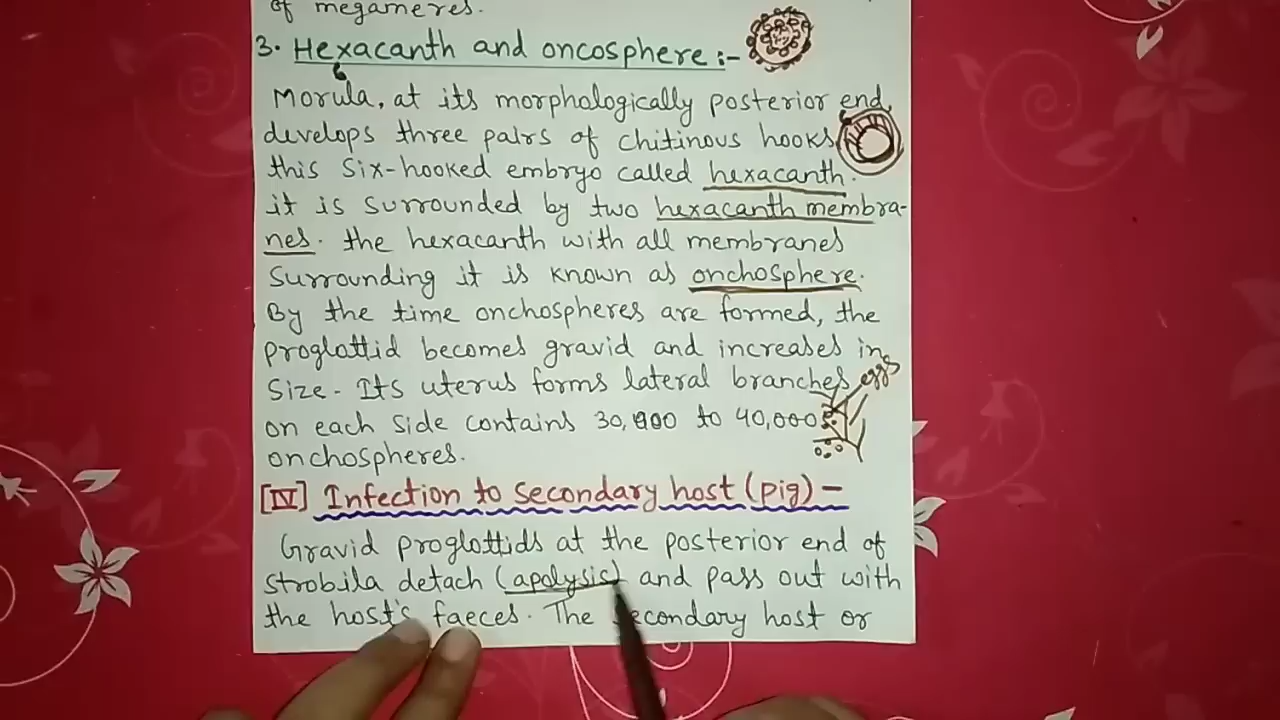 of megameres.
3. Hexacanth and oncosphere :-
6
Morula, at its morphologically posterior end,
develops three pairs of chitinous hooks
this six-hooked embryo called hexacanth.
it is surrounded by two hexacanth membra-
nes. the hexacanth with all membranes
surrounding it is known as onchosphere.
By the time onchospheres are formed, the
proglottid becomes gravid and increases in
size. Its uterus forms lateral branches
eggs
on each side contains 30,000 to 40,000
onchospheres.
[IV] Infection to secondary host (pig) -
Gravid proglottids at the posterior end of
strobila detach (apolysis) and pass out with
the host's faeces. The secondary host or